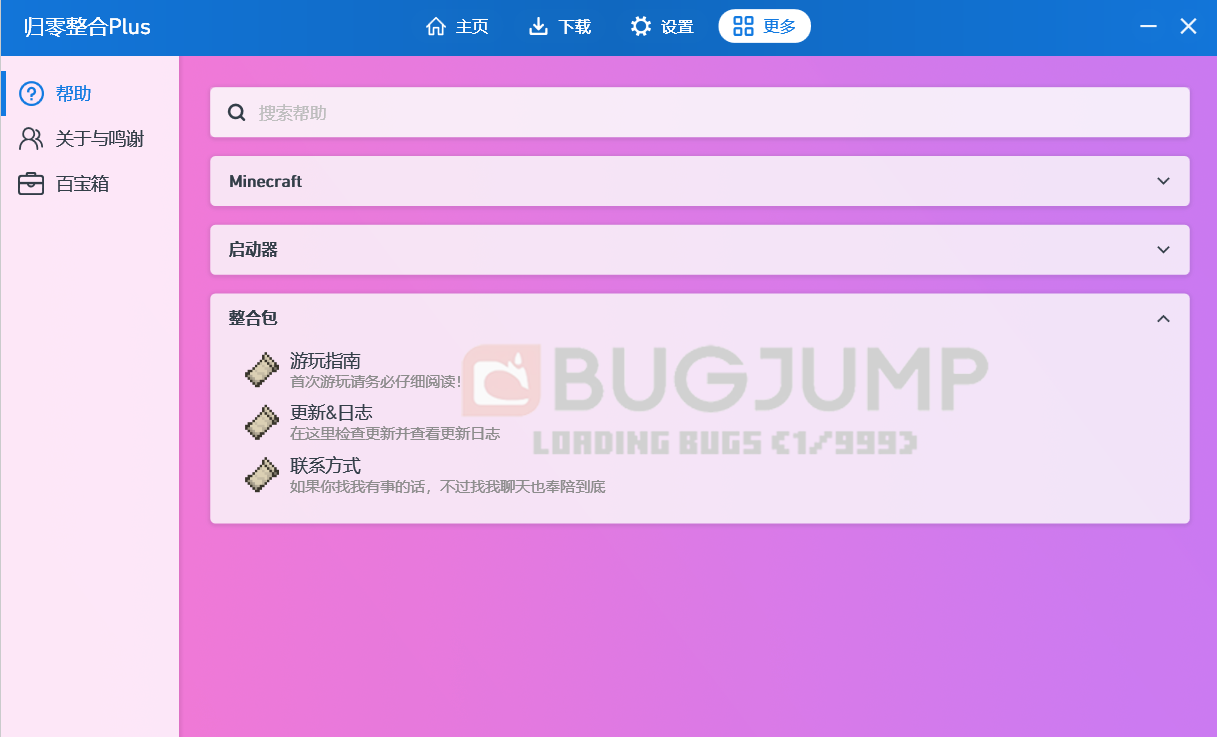 归零整合Plus
主页
下载
设置
更多
帮助
关于与鸣谢
百宝箱
搜索帮助
Minecraft
启动器
整合包
游玩指南
首次游玩请务必仔细阅读!
更新&日志
在这里检查更新并查看更新日志
联系方式
如果你找我有事的话，不过找我聊天也奉陪到底
BUGJUMP
LOADING BUGS (1/999)